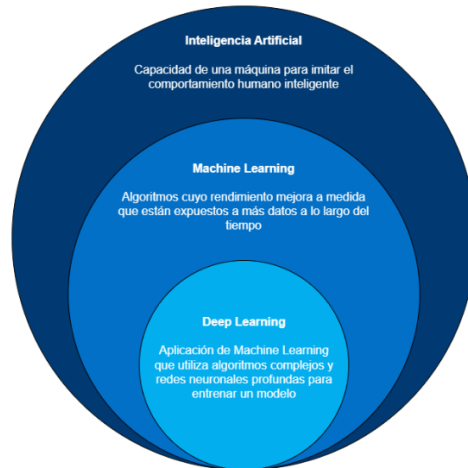 Inteligencia Artificial
Capacidad de una máquina para imitar el
comportamiento humano inteligente
Machine Learning
Algoritmos cuyo rendimiento mejora a medida
que están expuestos a más datos a lo largo del
tiempo
Deep Learning
Aplicación de Machine Learning
que utiliza algoritmos complejos y
redes neuronales profundas para
entrenar un modelo